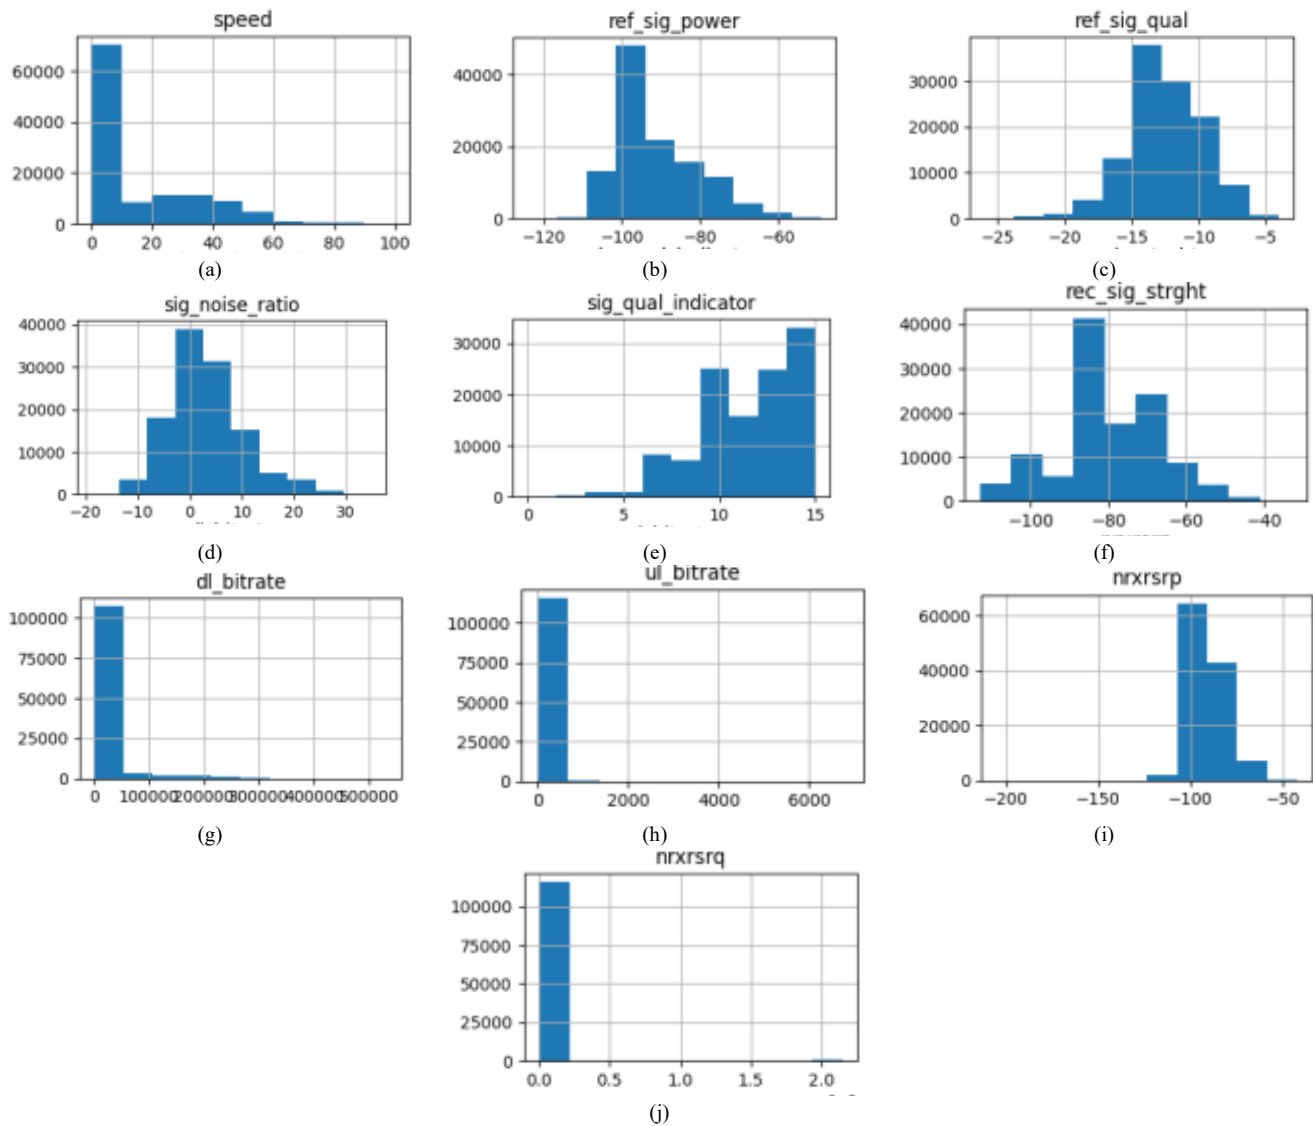 speed
ref_sig_power
ref_sig_qual
60000
40000
20000
0
0 20 40 60 80 100
40000
20000
0
−120 −100 −80 −60
30000
20000
10000
0
−25 −20 −15 −10 −5
(a)
(b)
(c)
sig_noise_ratio
sig_qual_indicator
rec_sig_strght
40000
30000
20000
10000
0
−20 −10 0 10 20 30
30000
20000
10000
0
0 5 10 15
40000
30000
20000
10000
0
−100 −80 −60 −40
(d)
(e)
(f)
dl_bitrate
ul_bitrate
nrxrsrp
100000
75000
50000
25000
0
0 100000 200000 300000 400000 500000
100000
75000
50000
25000
0
0 2000 4000 6000
60000
40000
20000
0
−200 −150 −100 −50
(g)
(h)
(i)
nrxrsrq
100000
75000
50000
25000
0
0.0 0.5 1.0 1.5 2.0
(j)